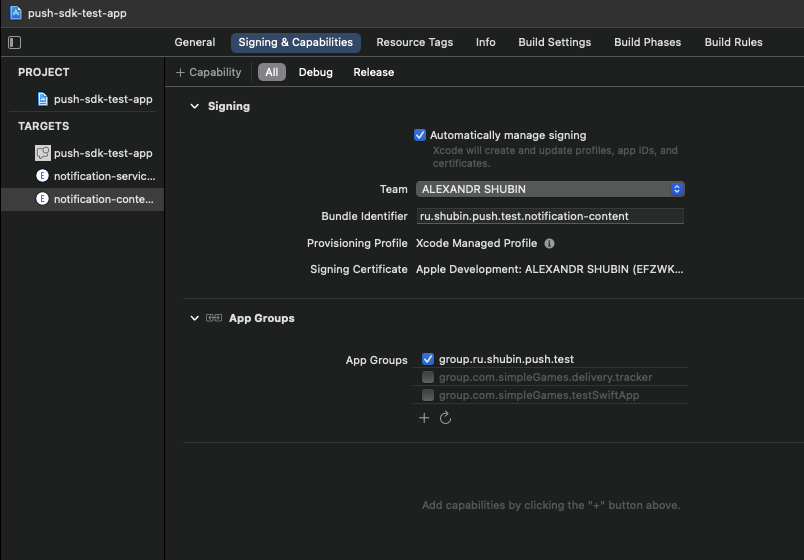 push-sdk-test-app
General Signing & Capabilities Resource Tags Info Build Settings Build Phases Build Rules
PROJECT
push-sdk-test-app
TARGETS
push-sdk-test-app
E notification-servic...
E notification-conte...
+ Capability All Debug Release
Signing
Automatically manage signing
Xcode will create and update profiles, app IDs, and
certificates.
Team ALEXANDR SHUBIN
Bundle Identifier ru.shubin.push.test.notification-content
Provisioning Profile Xcode Managed Profile
Signing Certificate Apple Development: ALEXANDR SHUBIN (EFZWK...
App Groups
App Groups group.ru.shubin.push.test
group.com.simpleGames.delivery.tracker
group.com.simpleGames.testSwiftApp
Add capabilities by clicking the "+" button above.